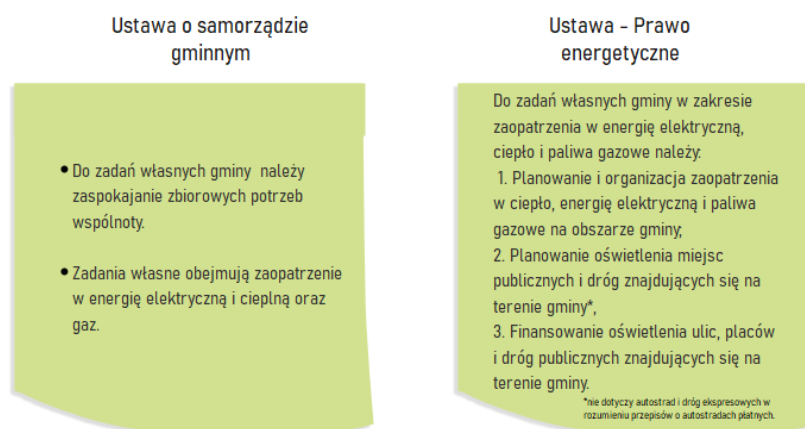 Ustawa o samorządzie
gminnym
• Do zadań własnych gminy należy
zaspokajanie zbiorowych potrzeb
wspólnoty.
• Zadania własne obejmują zaopatrzenie
w energię elektryczną i cieplną oraz
gaz.
Ustawa - Prawo
energetyczne
Do zadań własnych gminy w zakresie
zaopatrzenia w energię elektryczną,
ciepło i paliwa gazowe należy:
1. Planowanie i organizacja zaopatrzenia
w ciepło, energię elektryczną i paliwa
gazowe na obszarze gminy;
2. Planowanie oświetlenia miejsc
publicznych i dróg znajdujących się na
terenie gminy*,
3. Finansowanie oświetlenia ulic, placów
i dróg publicznych znajdujących się na
terenie gminy.
*nie dotyczy autostrad i dróg ekspresowych w
rozumieniu przepisów o autostradach płatnych.